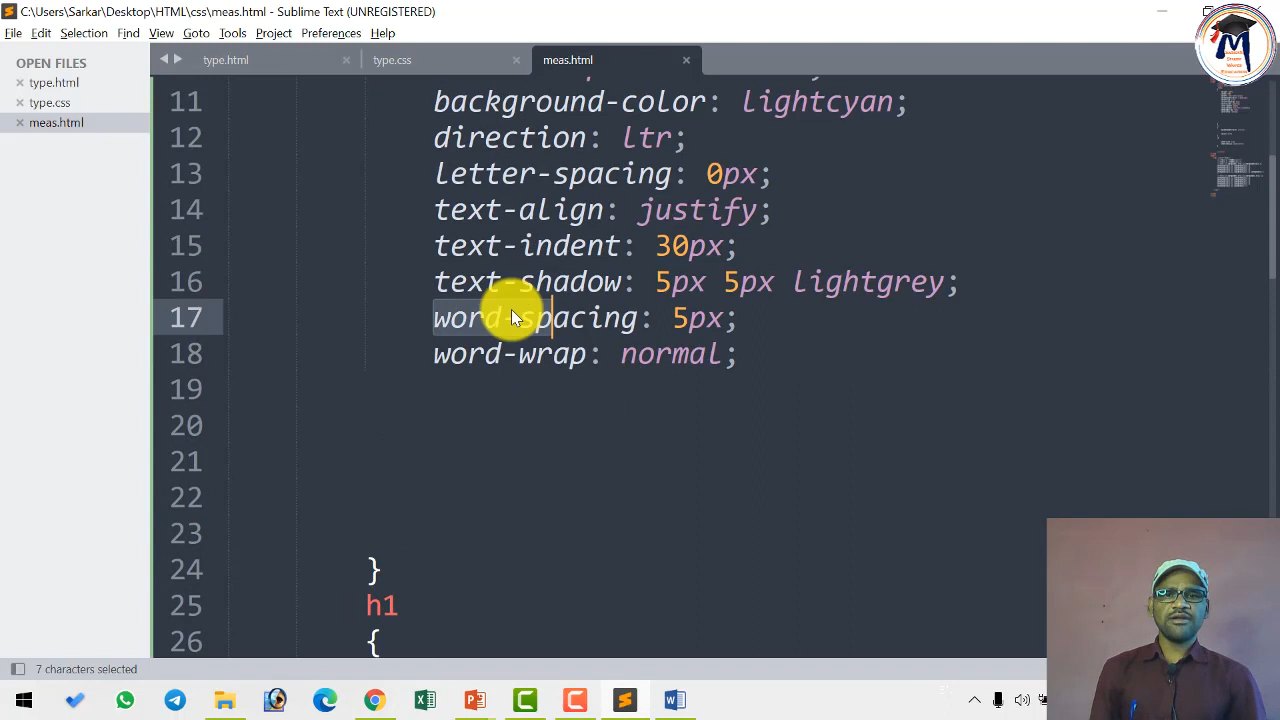 C:\Users\Sarkar\Desktop\HTML\css\meas.html - Sublime Text (UNREGISTERED)
File Edit Selection Find View Goto Tools Project Preferences Help
OPEN FILES
type.html
type.css
meas.html
type.html
type.css
meas.html
11 background-color: lightcyan;
12 direction: ltr;
13 letter-spacing: 0px;
14 text-align: justify;
15 text-indent: 30px;
16 text-shadow: 5px 5px lightgrey;
17 word-spacing: 5px;
18 word-wrap: normal;
19
20
21
22
23
24 }
25 h1
26 {
7 characters selected